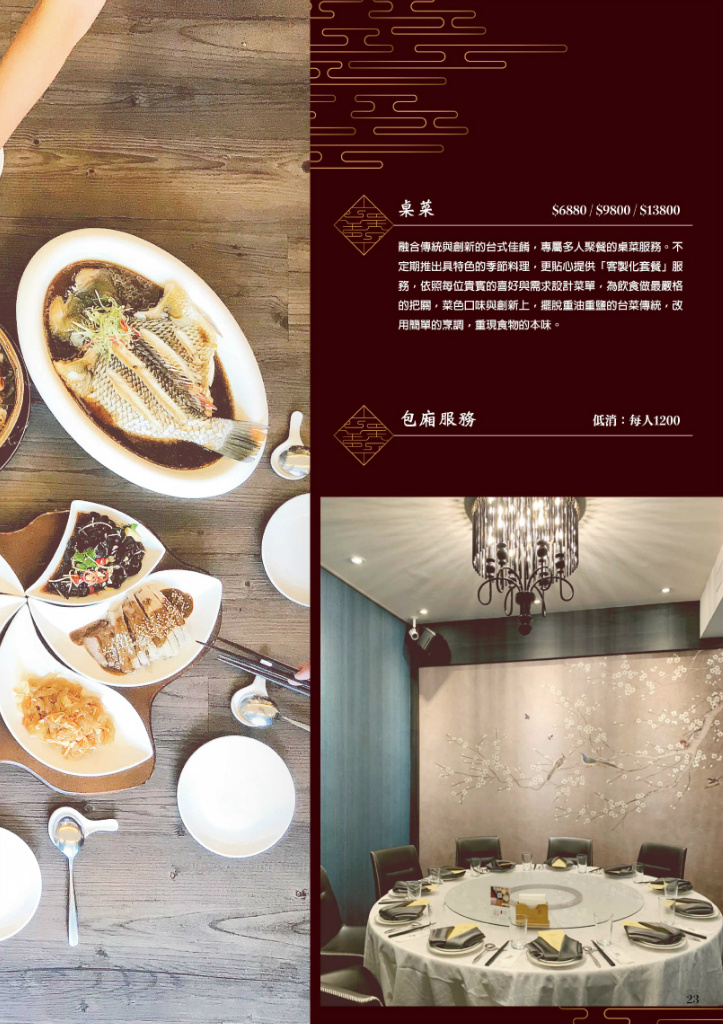 桌菜 $6880 / $9800 / $13800
融合傳統與創新的台式佳餚，專屬多人聚餐的桌菜服務。不
定期推出具特色的季節料理，更貼心提供「客製化套餐」服
務，依照每位貴賓的喜好與需求設計菜單，為飲食做最嚴格
的把關，菜色口味與創新上，擺脫重油重鹽的台菜傳統，改
用簡單的烹調，重現食物的本味。
包廂服務 低消：每人1200
23